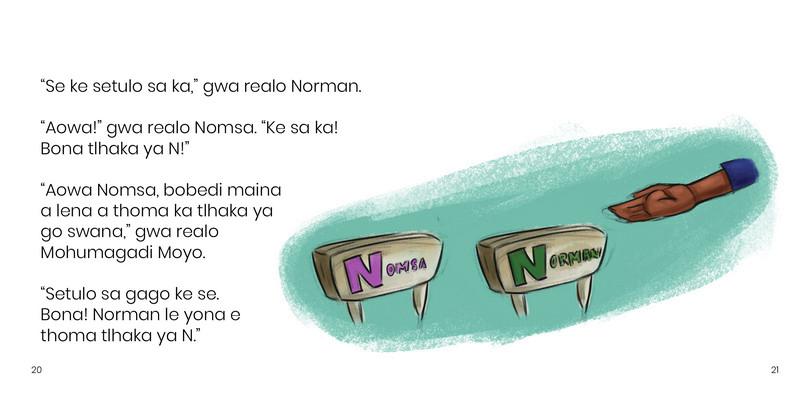 “Se ke setulo sa ka,” gwa realo Norman.
“Aowa!” gwa realo Nomsa. “Ke sa ka!
Bona tlhaka ya N!”
“Aowa Nomsa, bobedi maina
a lena a thoma ka tlhaka ya
go swana,” gwa realo
Mohumagadi Moyo.
“Setulo sa gago ke se.
Bona! Norman le yona e
thoma tlhaka ya N.”
NOMSA
NORMAN
20
21